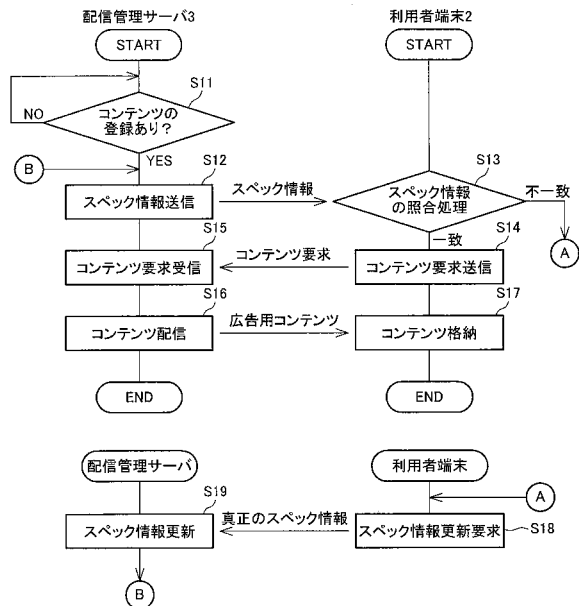 配信管理サーバ3
利用者端末2
START
START
S11
コンテンツの
登録あり?
NO
YES
B
S12
スペック情報送信
スペック情報
S13
スペック情報
の照合処理
不一致
A
一致
S14
コンテンツ要求送信
コンテンツ要求
S15
コンテンツ要求受信
S16
コンテンツ配信
広告用コンテンツ
S17
コンテンツ格納
END
END
配信管理サーバ
利用者端末
A
S19
スペック情報更新
真正のスペック情報
スペック情報更新要求
S18
B